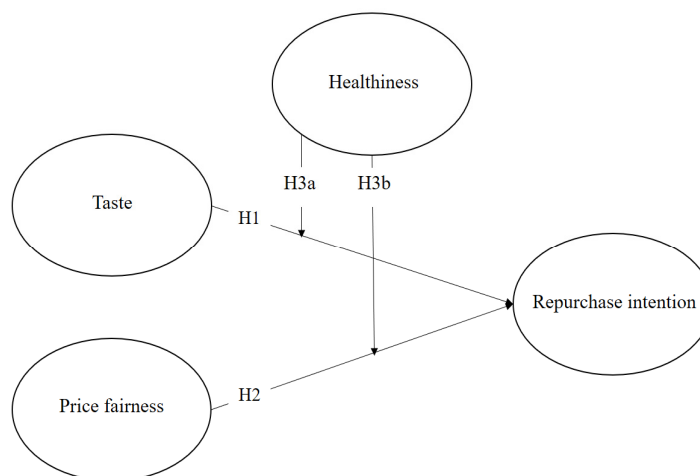 Healthiness
H3a
H3b
Taste
H1
Repurchase intention
H2
Price fairness